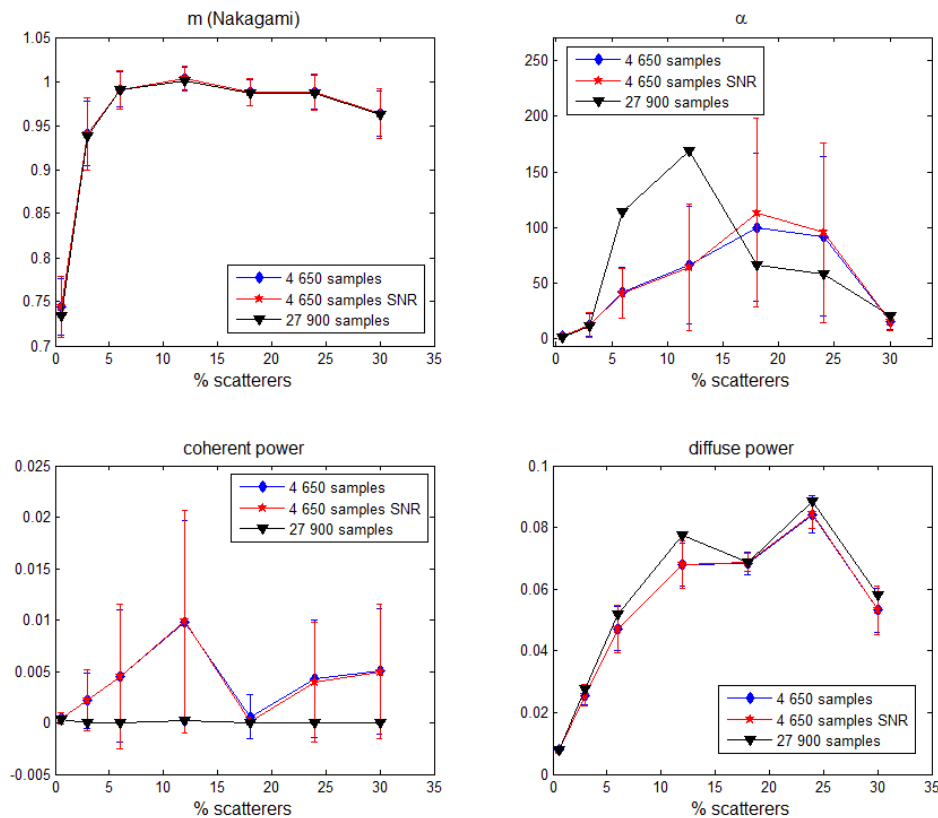 m (Nakagami)
1.05
1
0.95
0.9
0.85
0.8
0.75
0.7
0 5 10 15 20 25 30 35
% scatterers
4 650 samples
4 650 samples SNR
27 900 samples
α
250
200
150
100
50
0
0 5 10 15 20 25 30
% scatterers
4 650 samples
4 650 samples SNR
27 900 samples
coherent power
0.025
0.02
0.015
0.01
0.005
0
-0.005
0 5 10 15 20 25 30 35
% scatterers
4 650 samples
4 650 samples SNR
27 900 samples
diffuse power
0.1
0.08
0.06
0.04
0.02
0
0 5 10 15 20 25 30 35
% scatterers
4 650 samples
4 650 samples SNR
27 900 samples